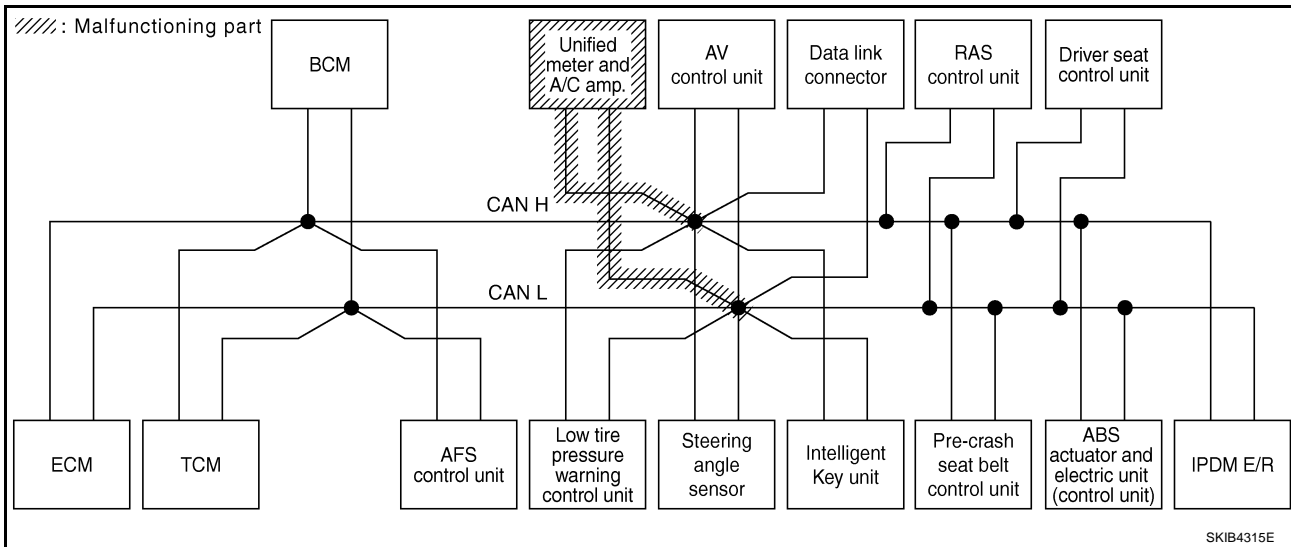 : Malfunctioning part
BCM
Unified
meter and
A/C amp.
AV
control unit
Data link
connector
RAS
control unit
Driver seat
control unit
CAN H
CAN L
ECM
TCM
AFS
control unit
Low tire
pressure
warning
control unit
Steering
angle
sensor
Intelligent
Key unit
Pre-crash
seat belt
control unit
ABS
actuator and
electric unit
(control unit)
IPDM E/R
SKIB4315E